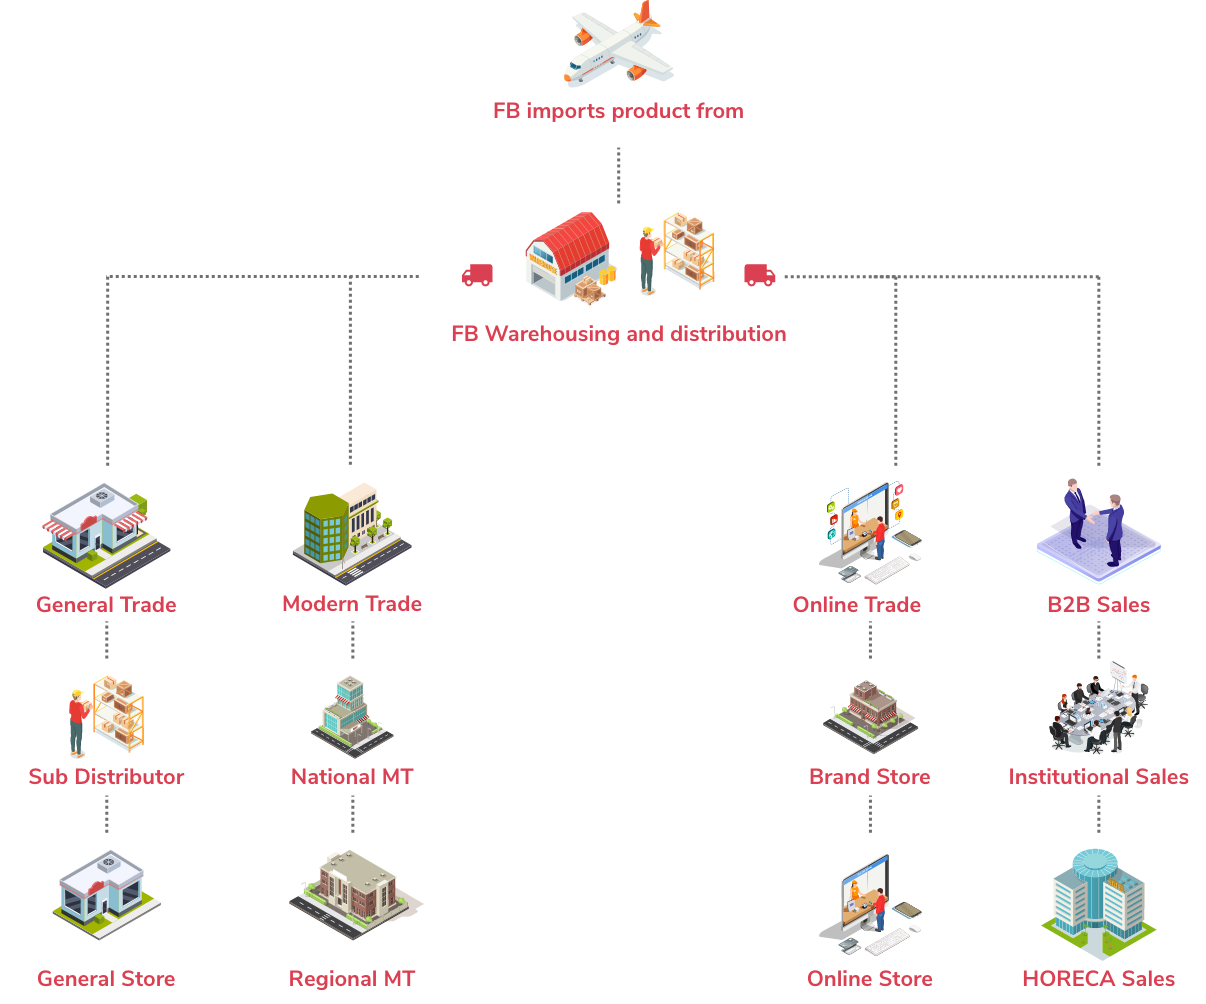 FB imports product from
WAREHOUSE
FB Warehousing and distribution
General Trade
Modern Trade
Online Trade
B2B Sales
Sub Distributor
National MT
Brand Store
Institutional Sales
General Store
Regional MT
Online Store
HORECA Sales